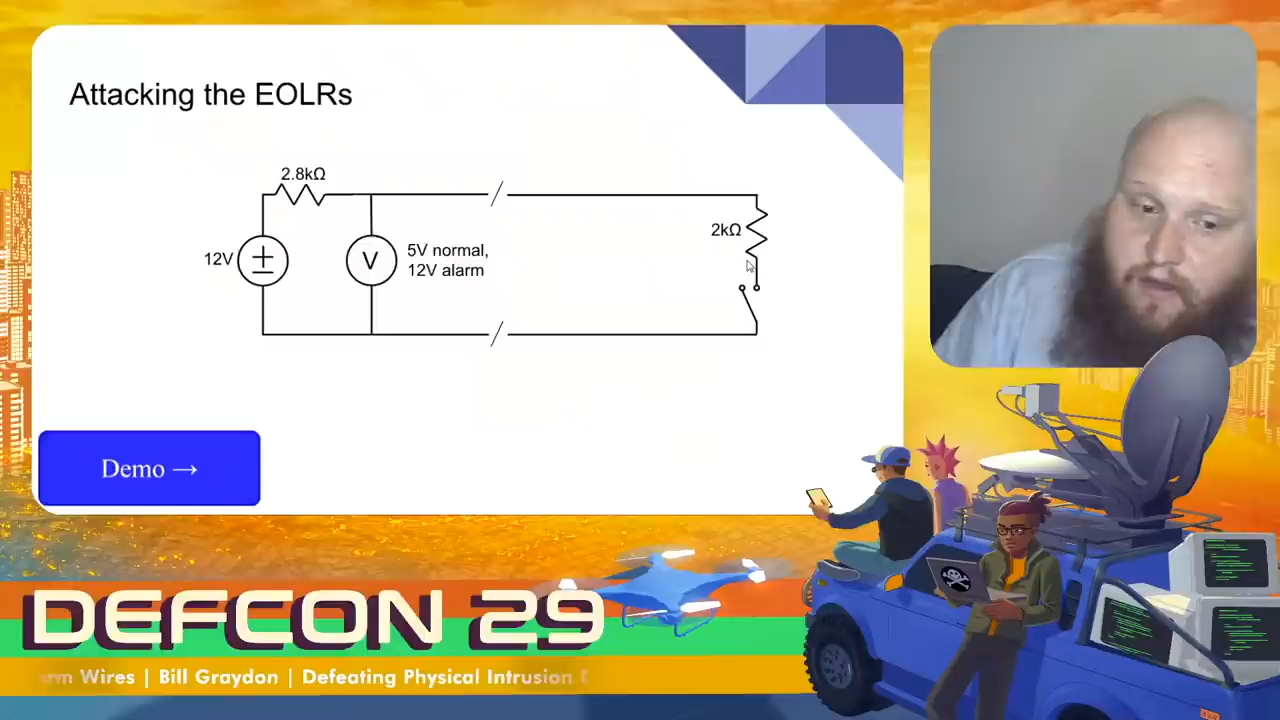 Attacking the EOLRs
2.8kΩ
12V
V
5V normal,
12V alarm
2kΩ
Demo →
DEFCON 29
Wires | Bill Graydon | Defeating Physical Intrusion